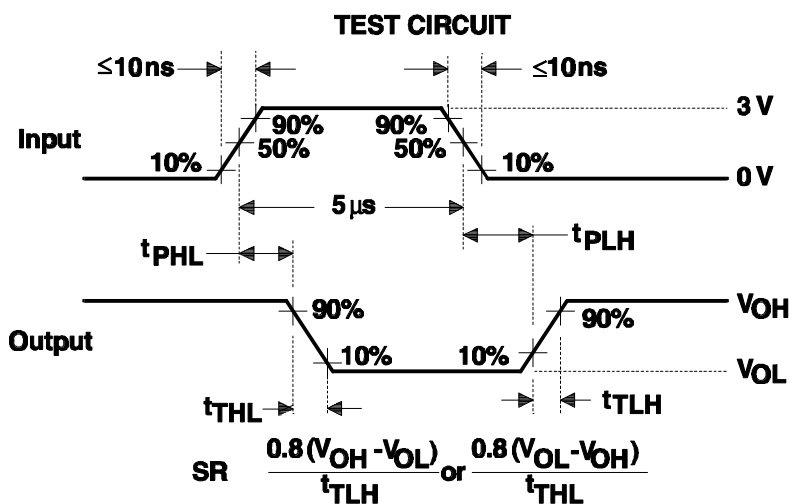 TEST CIRCUIT
≤10ns
≤10ns
3 V
90%
90%
Input
50%
50%
10%
10%
0 V
5 µs
tPHL
tPLH
VOH
90%
90%
Output
10%
10%
VOL
tTHL
tTLH
SR 0.8 (VOH -VOL) / tTLH or 0.8 (VOL-VOH) / tTHL